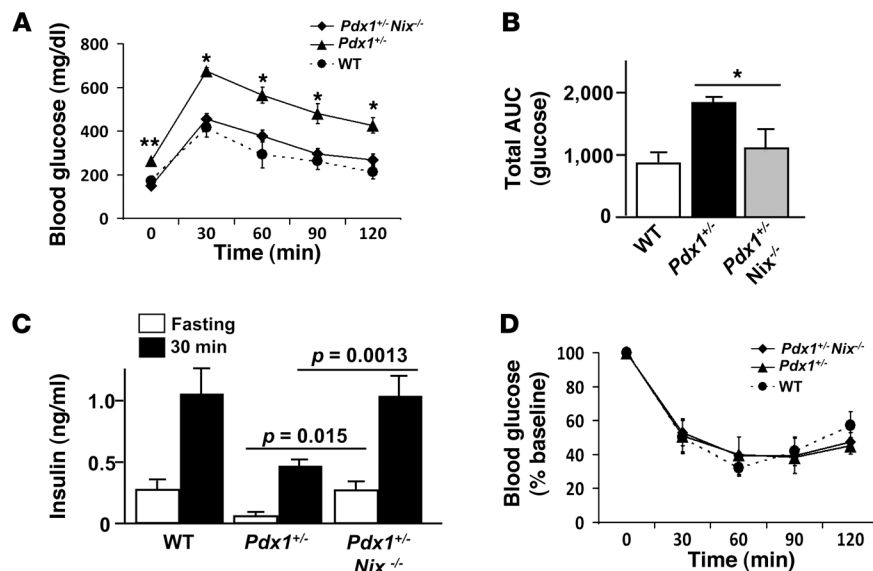 A
Pdx1+/- Nix-/-
Pdx1+/-
WT
Blood glucose (mg/dl)
800
600
400
200
0
**
*
*
*
*
0 30 60 90 120
Time (min)
B
Total AUC
(glucose)
2,000
1,000
0
*
WT
Pdx1+/-
Pdx1+/-
Nix-/-
C
Fasting
30 min
Insulin (ng/ml)
1.0
0.5
0
p = 0.0013
p = 0.015
WT Pdx1+/- Pdx1+/-
Nix -/-
D
Pdx1+/- Nix-/-
Pdx1+/-
WT
Blood glucose
(% baseline)
100
80
60
40
20
0
0 30 60 90 120
Time (min)